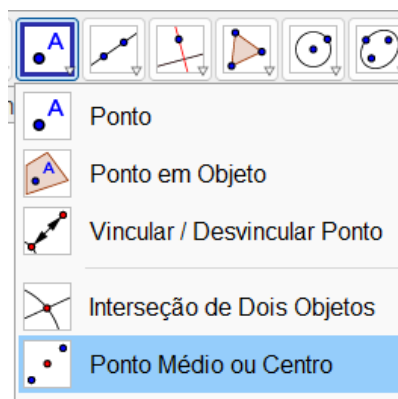 A
A
Ponto
A
Ponto em Objeto
Vincular / Desvincular Ponto
Interseção de Dois Objetos
Ponto Médio ou Centro